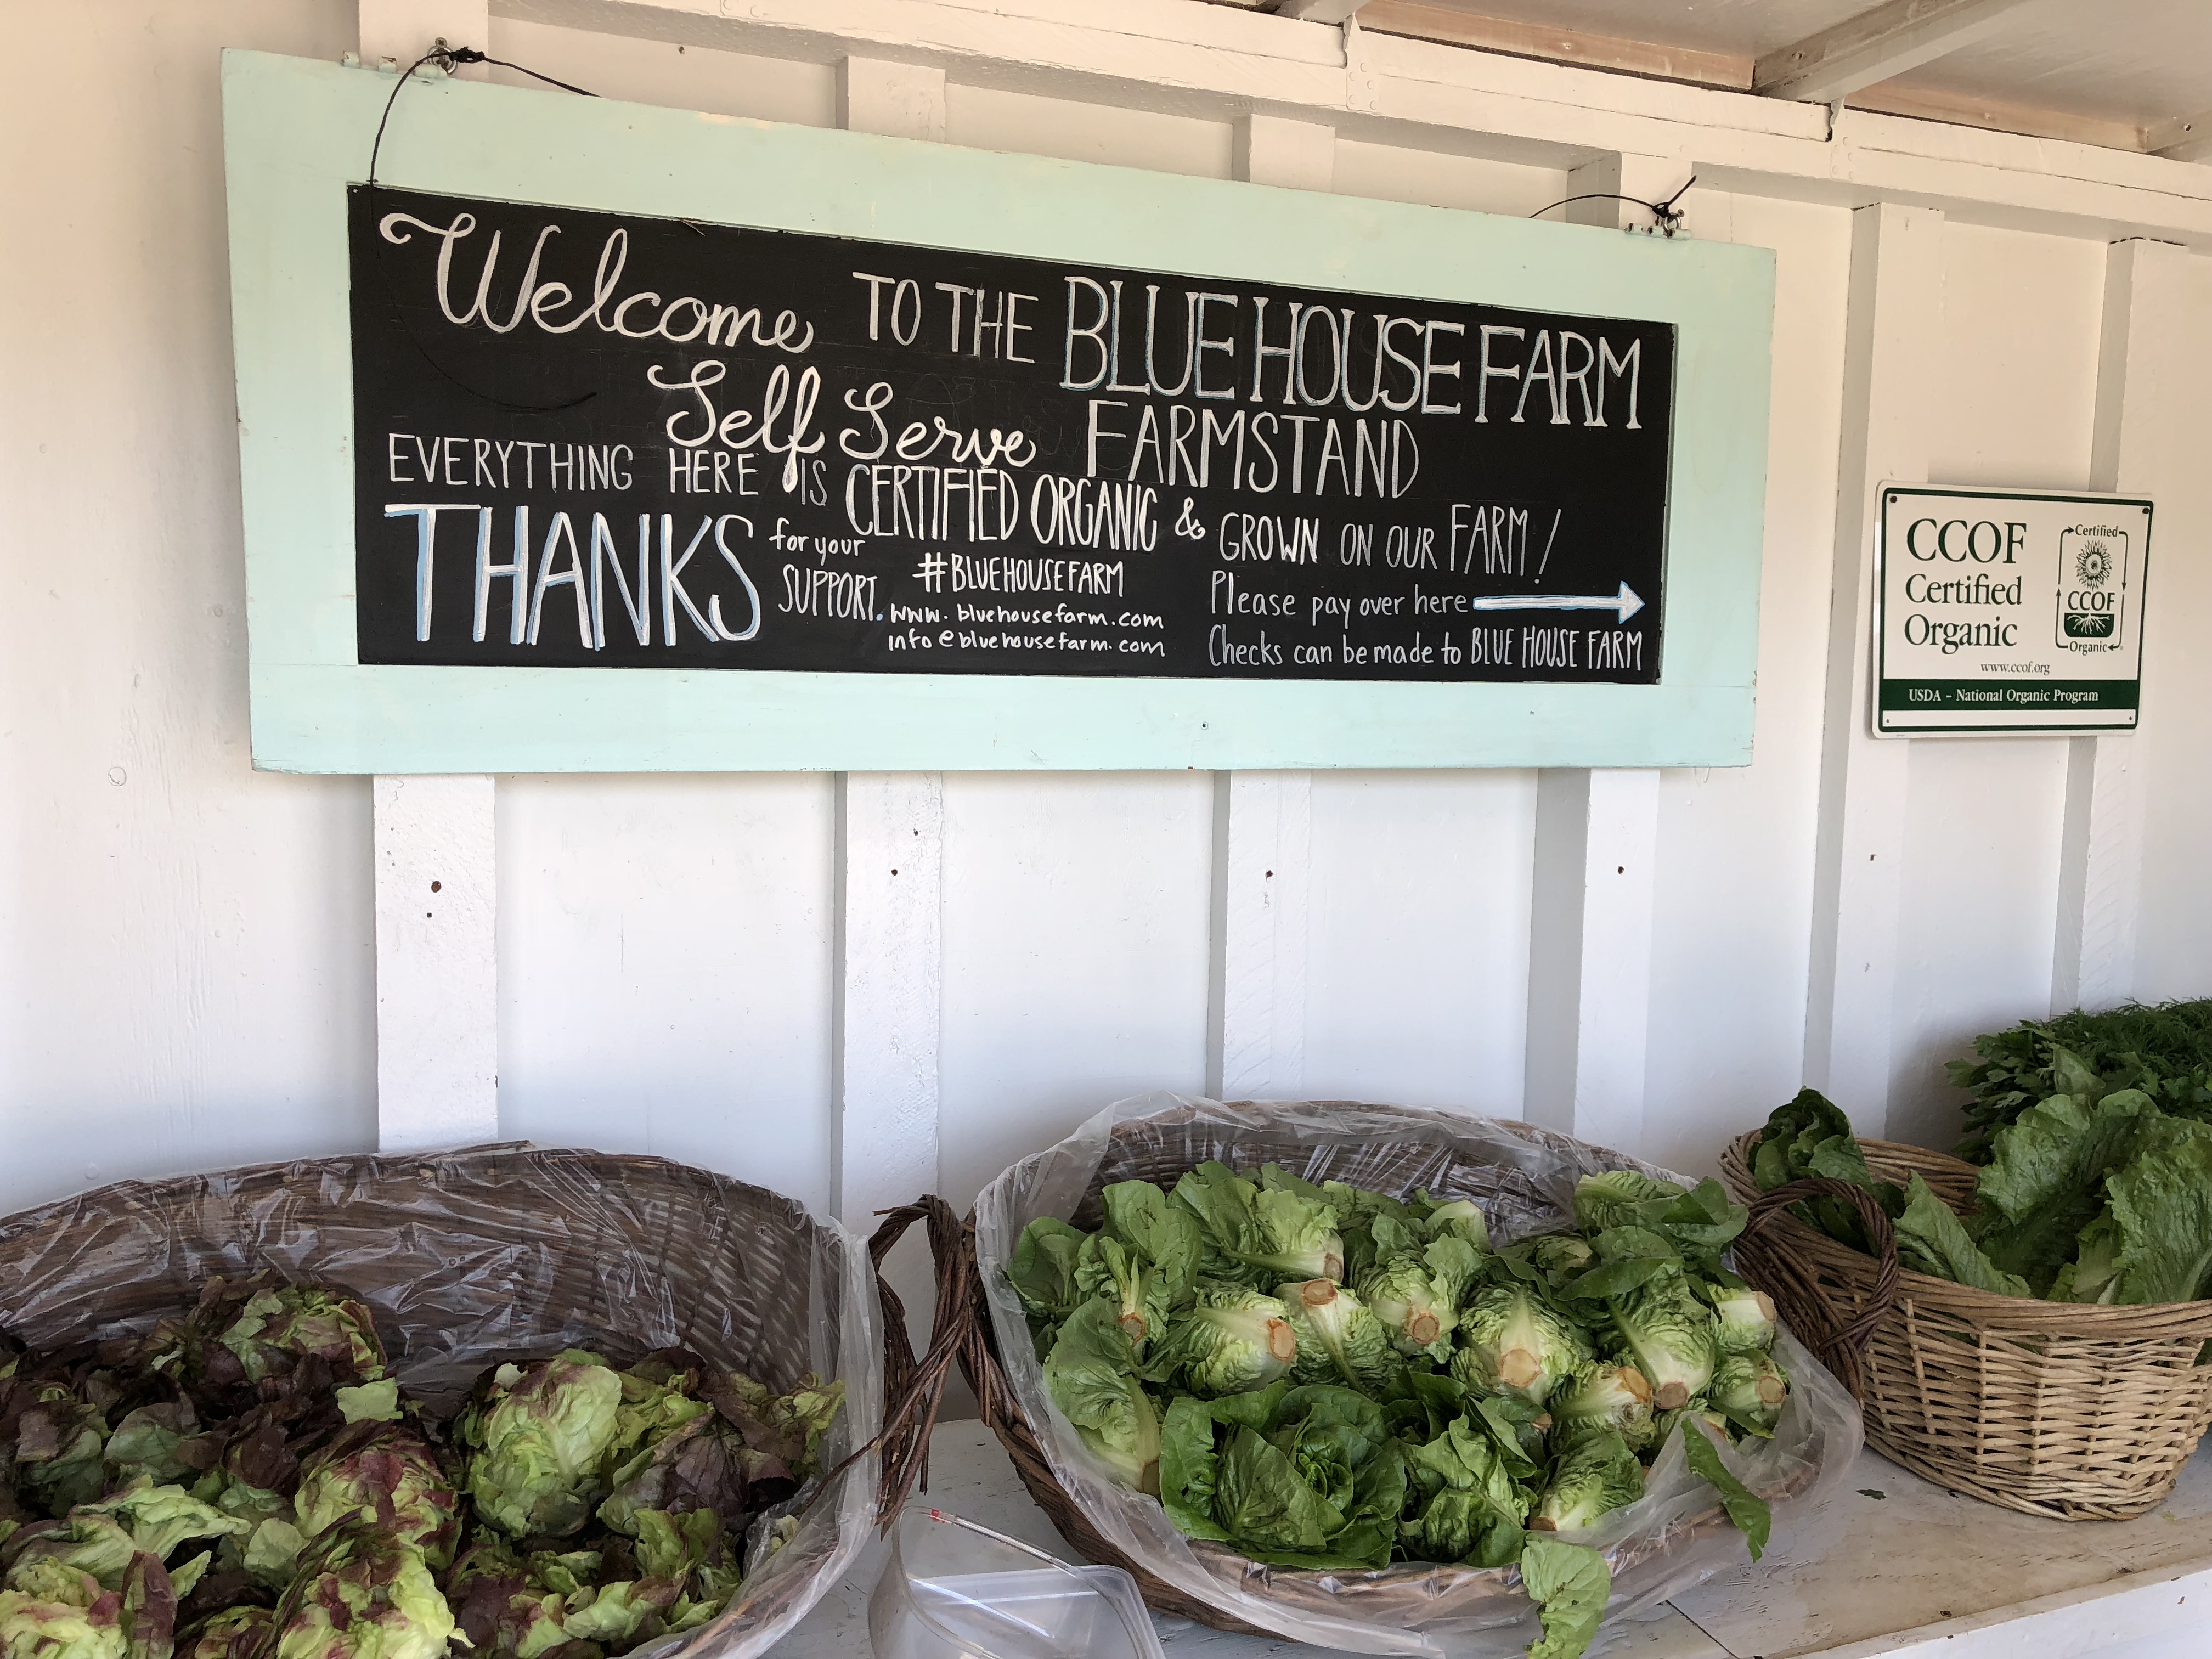 Welcome TO THE BLUE HOUSE FARM
Self Serve FARMSTAND
EVERYTHING HERE IS CERTIFIED ORGANIC & GROWN ON OUR FARM!
THANKS for your
SUPPORT.
#BLUEHOUSEFARM
www.bluehousefarm.com
info@bluehousefarm.com
Please pay over here
Checks can be made to BLUE HOUSE FARM
CCOF
Certified
Organic
www.ccof.org
Certified
CCOF
Organic
USDA - National Organic Program